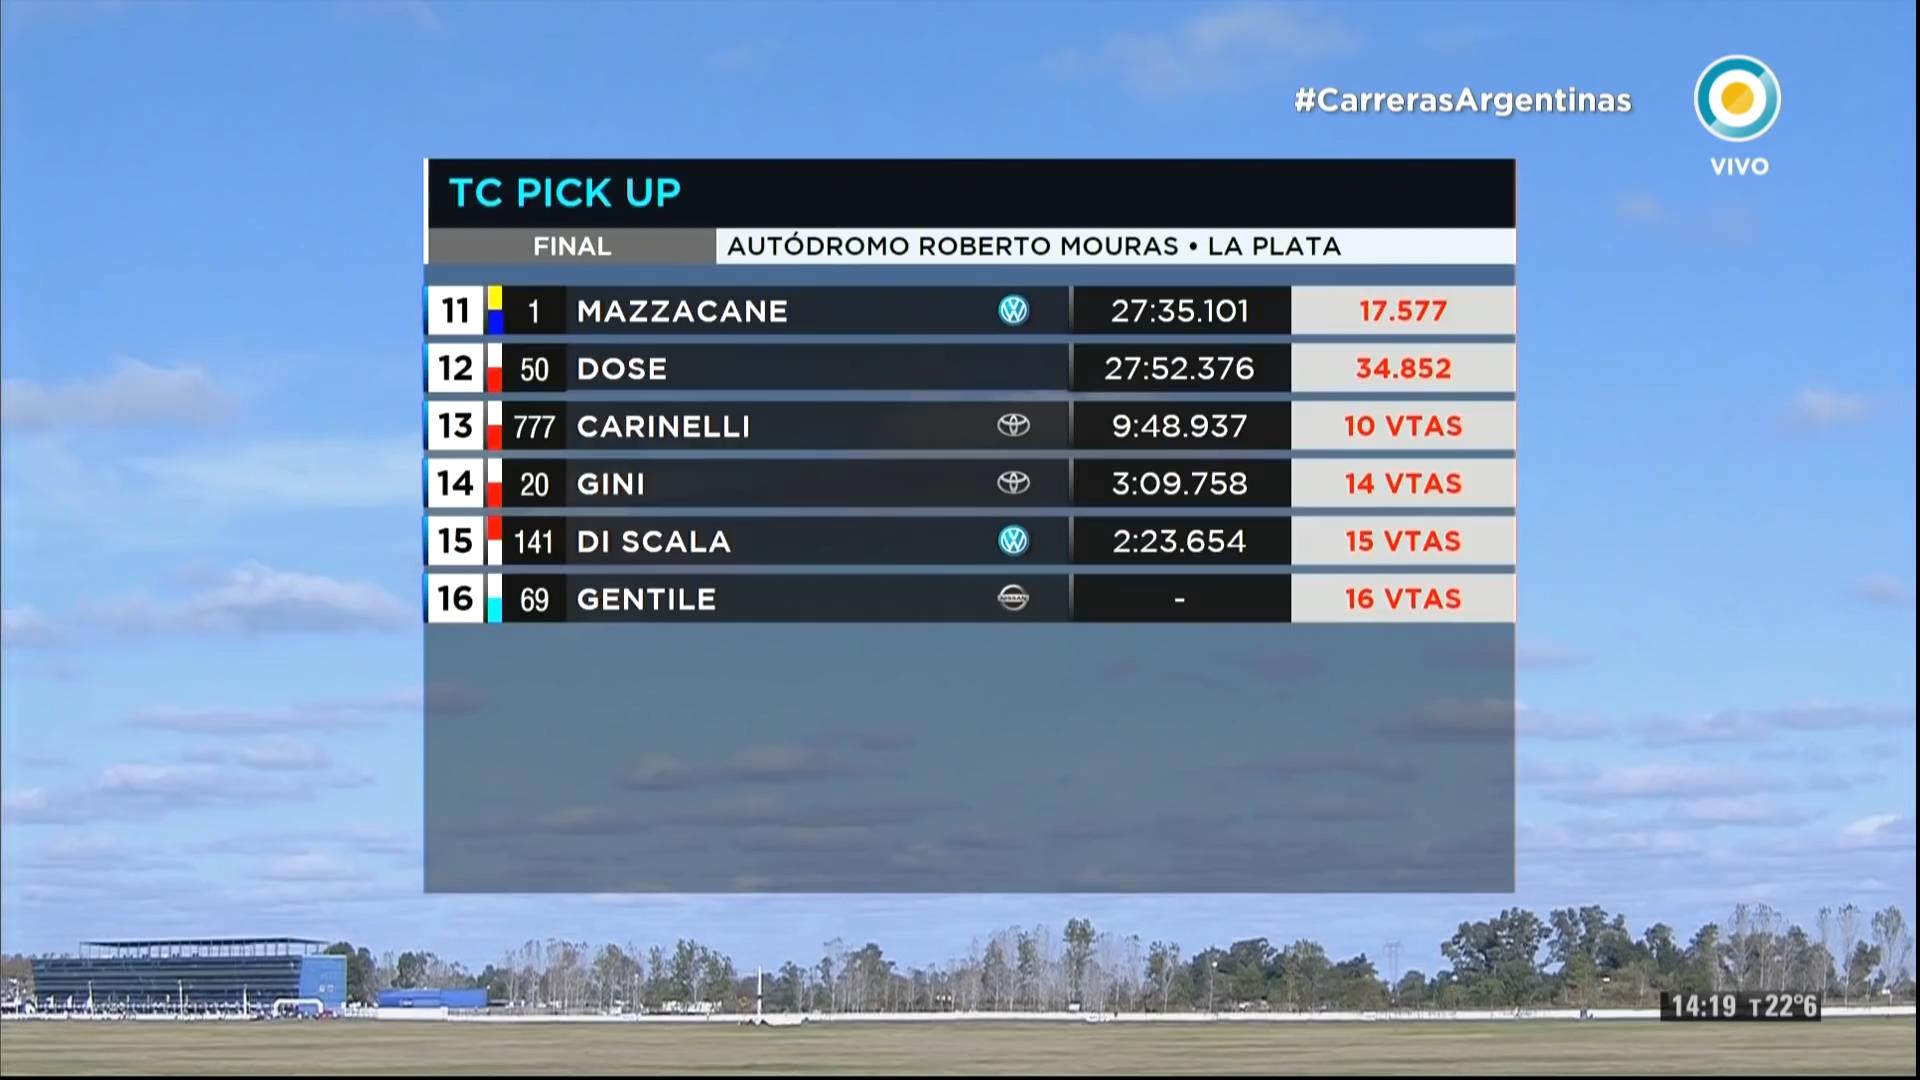 #CarrerasArgentinas
VIVO
TC PICK UP
FINAL AUTÓDROMO ROBERTO MOURAS • LA PLATA
11 1 MAZZACANE 27:35.101 17.577
12 50 DOSE 27:52.376 34.852
13 777 CARINELLI 9:48.937 10 VTAS
14 20 GINI 3:09.758 14 VTAS
15 141 DI SCALA 2:23.654 15 VTAS
16 69 GENTILE NISSAN - 16 VTAS
14:19 T22°6